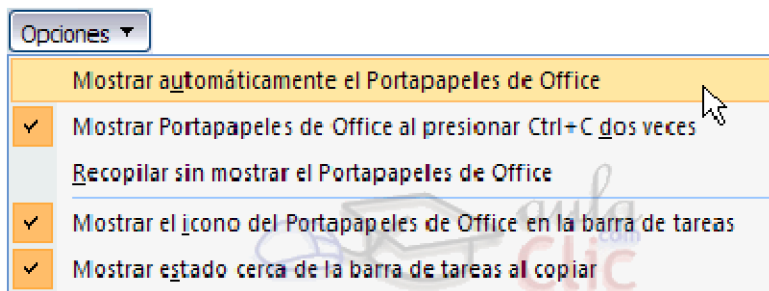 Opciones
Mostrar automáticamente el Portapapeles de Office
Mostrar Portapapeles de Office al presionar Ctrl+C dos veces
Recopilar sin mostrar el Portapapeles de Office
Mostrar el icono del Portapapeles de Office en la barra de tareas
Mostrar estado cerca de la barra de tareas al copiar
aula
Clic
.com